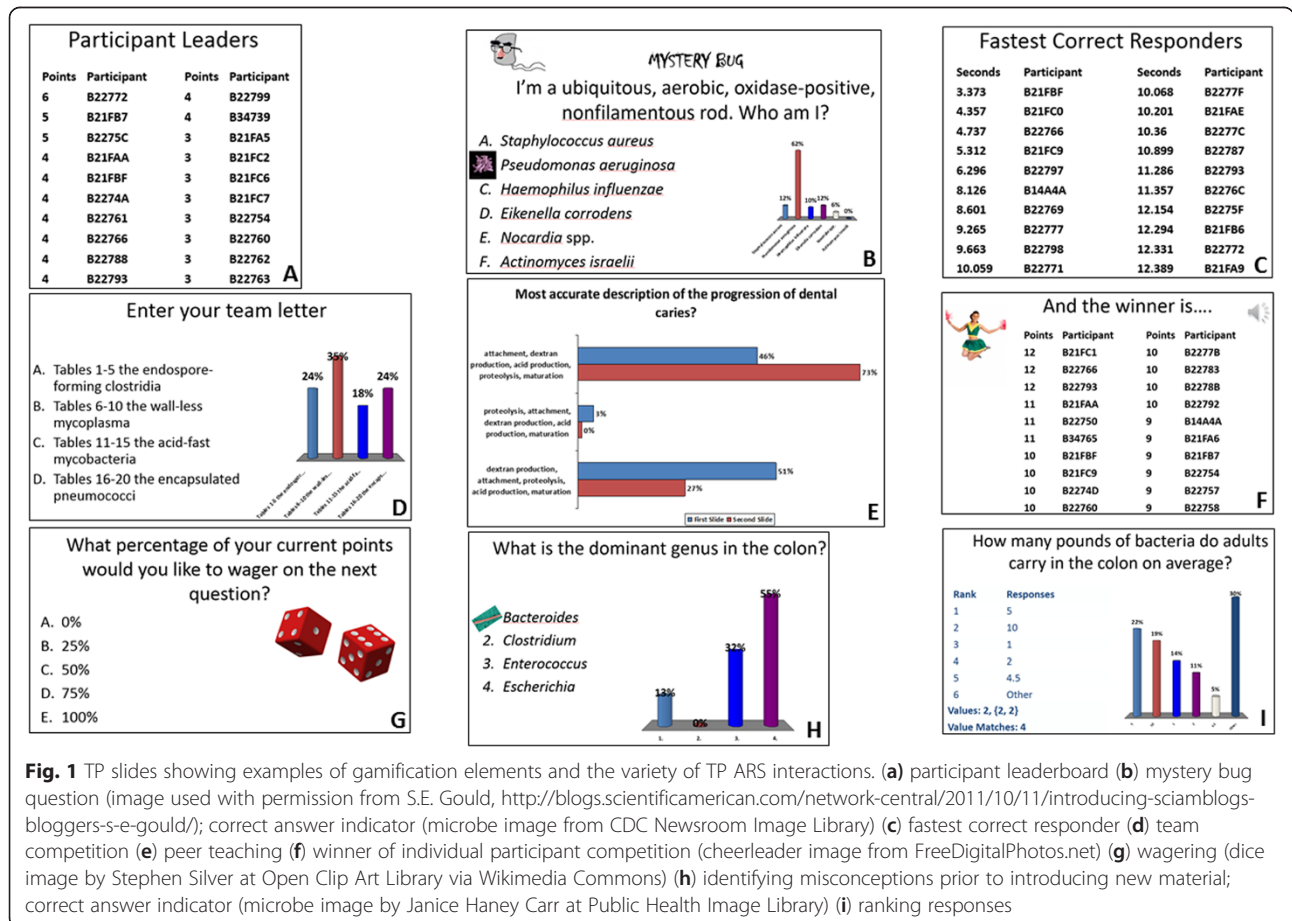 Participant Leaders
Points Participant Points Participant
6 B22772 4 B22799
5 B21FB7 4 B34739
5 B2275C 3 B21FA5
4 B21FAA 3 B21FC2
4 B21FBF 3 B21FC6
4 B2274A 3 B21FC7
4 B22761 3 B22754
4 B22766 3 B22760
4 B22788 3 B22762
4 B22793 3 B22763
A
MYSTERY BUG
I'm a ubiquitous, aerobic, oxidase-positive,
nonfilamentous rod. Who am I?
A. Staphylococcus aureus
Pseudomonas aeruginosa
C. Haemophilus influenzae
D. Eikenella corrodens
E. Nocardia spp.
F. Actinomyces israelii
12%
62%
10%
12%
6%
0%
B
Fastest Correct Responders
Seconds Participant Seconds Participant
3.373 B21FBF 10.068 B2277F
4.357 B21FC0 10.201 B21FAE
4.737 B22766 10.36 B2277C
5.312 B21FC9 10.899 B22787
6.296 B22797 11.286 B22793
8.126 B14A4A 11.357 B2276C
8.601 B22769 12.154 B2275F
9.265 B22777 12.294 B21FB6
9.663 B22798 12.331 B22772
10.059 B22771 12.389 B21FA9
C
Enter your team letter
A. Tables 1-5 the endospore-
forming clostridia
B. Tables 6-10 the wall-less
mycoplasma
C. Tables 11-15 the acid-fast
mycobacteria
D. Tables 16-20 the encapsulated
pneumococci
24%
35%
18%
24%
D
Most accurate description of the progression of dental
caries?
attachment, dextran
production, acid production,
proteolysis, maturation
46%
73%
proteolysis, attachment,
dextran production, acid
production, maturation
3%
0%
dextran production,
attachment, proteolysis,
acid production, maturation
51%
27%
First Slide Second Slide
E
And the winner is....
Points Participant Points Participant
12 B21FC1 10 B2277B
12 B22766 10 B22783
12 B22793 10 B2278B
11 B21FAA 10 B22792
11 B22750 9 B14A4A
11 B34765 9 B21FA6
10 B21FBF 9 B21FB7
10 B21FC9 9 B22754
10 B2274D 9 B22757
10 B22760 9 B22758
F
What percentage of your current points
would you like to wager on the next
question?
A. 0%
B. 25%
C. 50%
D. 75%
E. 100%
G
What is the dominant genus in the colon?
Bacteroides
2. Clostridium
3. Enterococcus
4. Escherichia
13%
0%
32%
55%
1. 2. 3. 4.
H
How many pounds of bacteria do adults
carry in the colon on average?
Rank Responses
1 5
2 10
3 1
4 2
5 4.5
6 Other
Values: 2, {2, 2}
Value Matches: 4
22%
19%
14%
11%
5%
30%
I
Fig. 1 TP slides showing examples of gamification elements and the variety of TP ARS interactions. (a) participant leaderboard (b) mystery bug
question (image used with permission from S.E. Gould, http://blogs.scientificamerican.com/network-central/2011/10/11/introducing-sciamblogs-
bloggers-s-e-gould/); correct answer indicator (microbe image from CDC Newsroom Image Library) (c) fastest correct responder (d) team
competition (e) peer teaching (f) winner of individual participant competition (cheerleader image from FreeDigitalPhotos.net) (g) wagering (dice
image by Stephen Silver at Open Clip Art Library via Wikimedia Commons) (h) identifying misconceptions prior to introducing new material;
correct answer indicator (microbe image by Janice Haney Carr at Public Health Image Library) (i) ranking responses